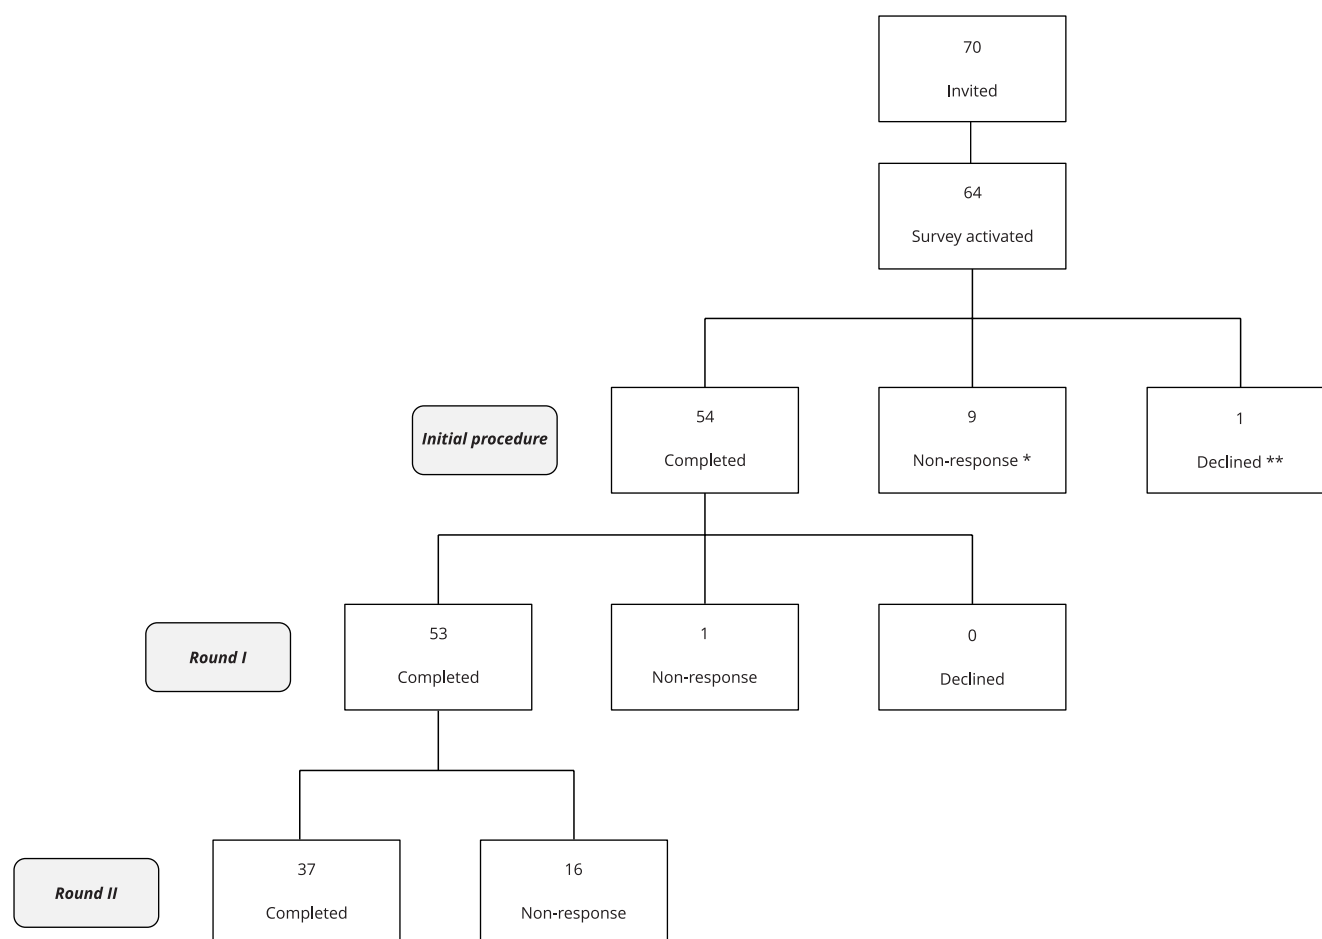 70
Invited
64
Survey activated
Initial procedure
54
Completed
9
Non-response *
1
Declined **
Round I
53
Completed
1
Non-response
0
Declined
Round II
37
Completed
16
Non-response